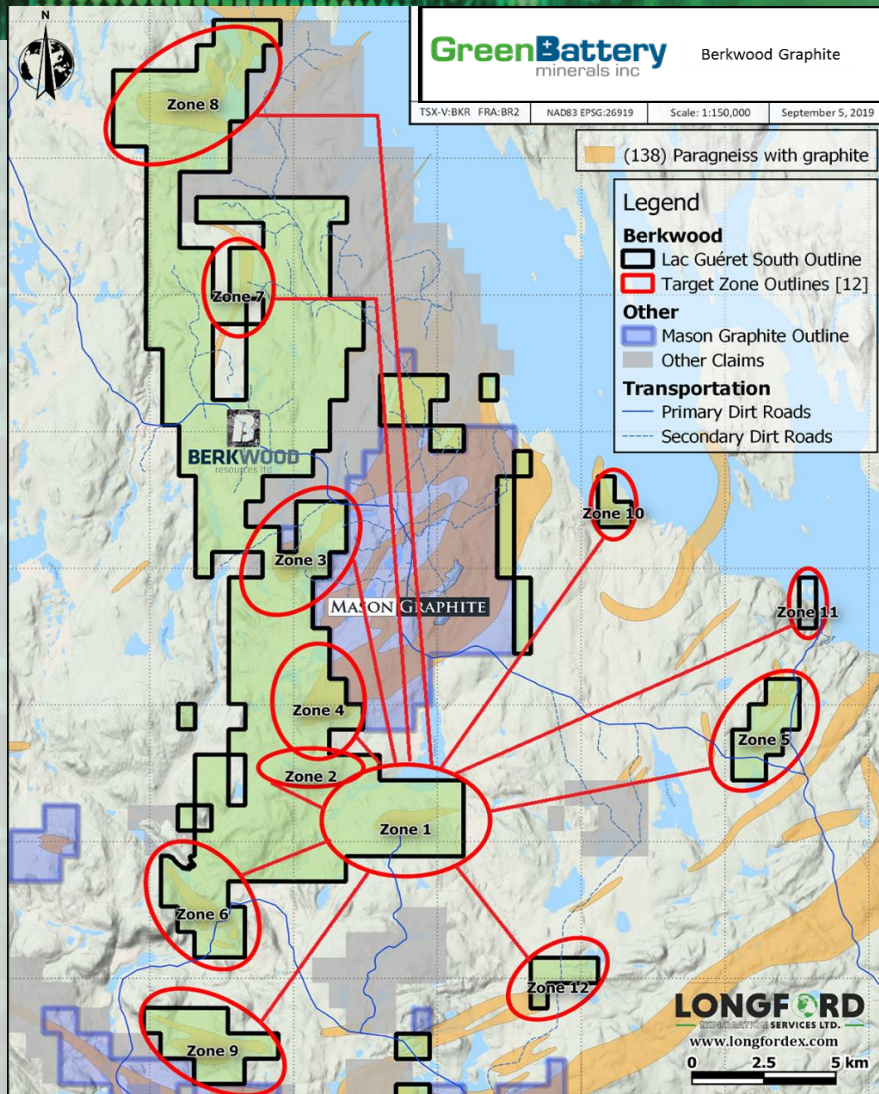 N
GreenBattery
minerals inc
Berkwood Graphite
TSX-V:BKR FRA:BR2
NAD83 EPSG:26919
Scale: 1:150,000
September 5, 2019
(138) Paragneiss with graphite
Legend
Berkwood
Lac Guéret South Outline
Target Zone Outlines [12]
Other
Mason Graphite Outline
Other Claims
Transportation
Primary Dirt Roads
Secondary Dirt Roads
Zone 8
Zone 7
B
BERKWOOD
resources ltd
Zone 10
Zone 3
MASON GRAPHITE
Zone 11
Zone 4
Zone 5
Zone 2
Zone 1
Zone 6
Zone 12
Zone 9
LONGFORD
EXPLORATION SERVICES LTD.
www.longfordex.com
0 2.5 5 km